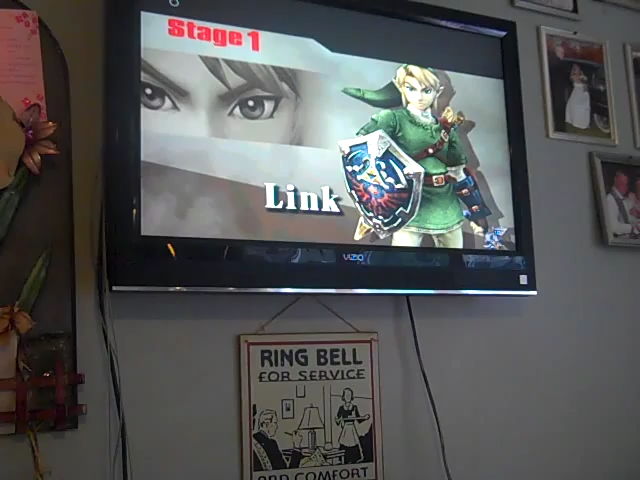 Stage 1
Link
VIZIO
RING BELL
FOR SERVICE
AND COMFORT